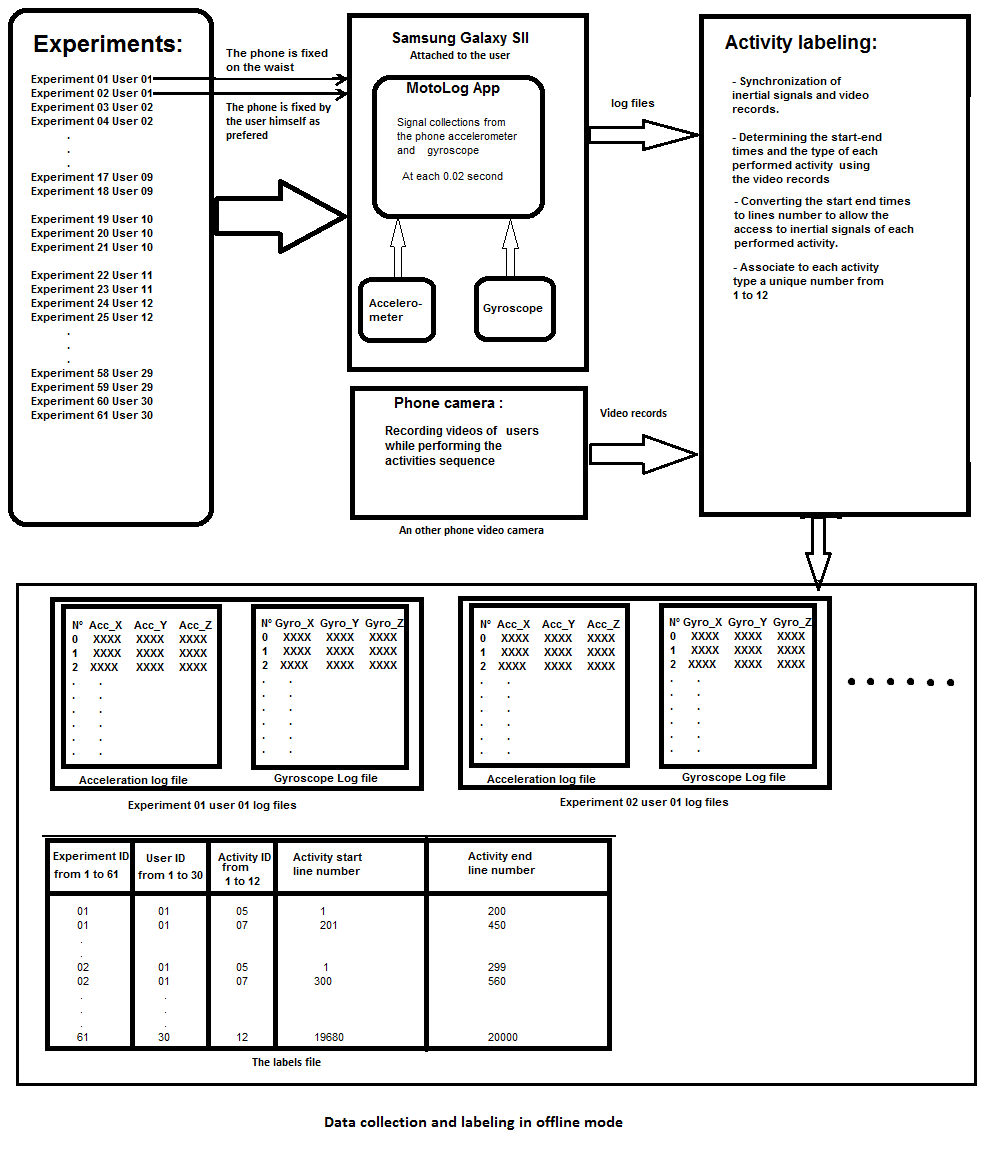 Experiments:
Experiment 01 User 01
Experiment 02 User 01
Experiment 03 User 02
Experiment 04 User 02
.
.
.
Experiment 17 User 09
Experiment 18 User 09
Experiment 19 User 10
Experiment 20 User 10
Experiment 21 User 10
Experiment 22 User 11
Experiment 23 User 11
Experiment 24 User 12
Experiment 25 User 12
.
.
.
Experiment 58 User 29
Experiment 59 User 29
Experiment 60 User 30
Experiment 61 User 30
The phone is fixed
on the waist
The phone is fixed by
the user himself as
prefered
Samsung Galaxy SII
Attached to the user
MotoLog App
Signal collections from
the phone accelerometer
and gyroscope
At each 0.02 second
Accelero-
meter
Gyroscope
Phone camera :
Recording videos of users
while performing the
activities sequence
An other phone video camera
log files
Video records
Activity labeling:
- Synchronization of
inertial signals and video
records.
- Determining the start-end
times and the type of each
performed activity using
the video records
- Converting the start end times
to lines number to allow the
access to inertial signals of each
performed activity.
- Associate to each activity
type a unique number from
1 to 12
N° Acc_X Acc_Y Acc_Z
0 XXXX XXXX XXXX
1 XXXX XXXX XXXX
2 XXXX XXXX XXXX
. .
. .
. .
. .
. .
. .
Acceleration log file
N° Gyro_X Gyro_Y Gyro_Z
0 XXXX XXXX XXXX
1 XXXX XXXX XXXX
2 XXXX XXXX XXXX
. .
. .
. .
. .
. .
. .
Gyroscope Log file
Experiment 01 user 01 log files
N° Acc_X Acc_Y Acc_Z
0 XXXX XXXX XXXX
1 XXXX XXXX XXXX
2 XXXX XXXX XXXX
. .
. .
. .
. .
. .
. .
Acceleration log file
N° Gyro_X Gyro_Y Gyro_Z
0 XXXX XXXX XXXX
1 XXXX XXXX XXXX
2 XXXX XXXX XXXX
. .
. .
. .
. .
. .
. .
Gyroscope Log file
Experiment 02 user 01 log files
......
Experiment ID
from 1 to 61
User ID
from 1 to 30
Activity ID
from
1 to 12
Activity start
line number
Activity end
line number
01 01 05 1 200
01 01 07 201 450
.
.
02 01 05 1 299
02 01 07 300 560
. .
. .
. .
61 30 12 19680 20000
The labels file
Data collection and labeling in offline mode